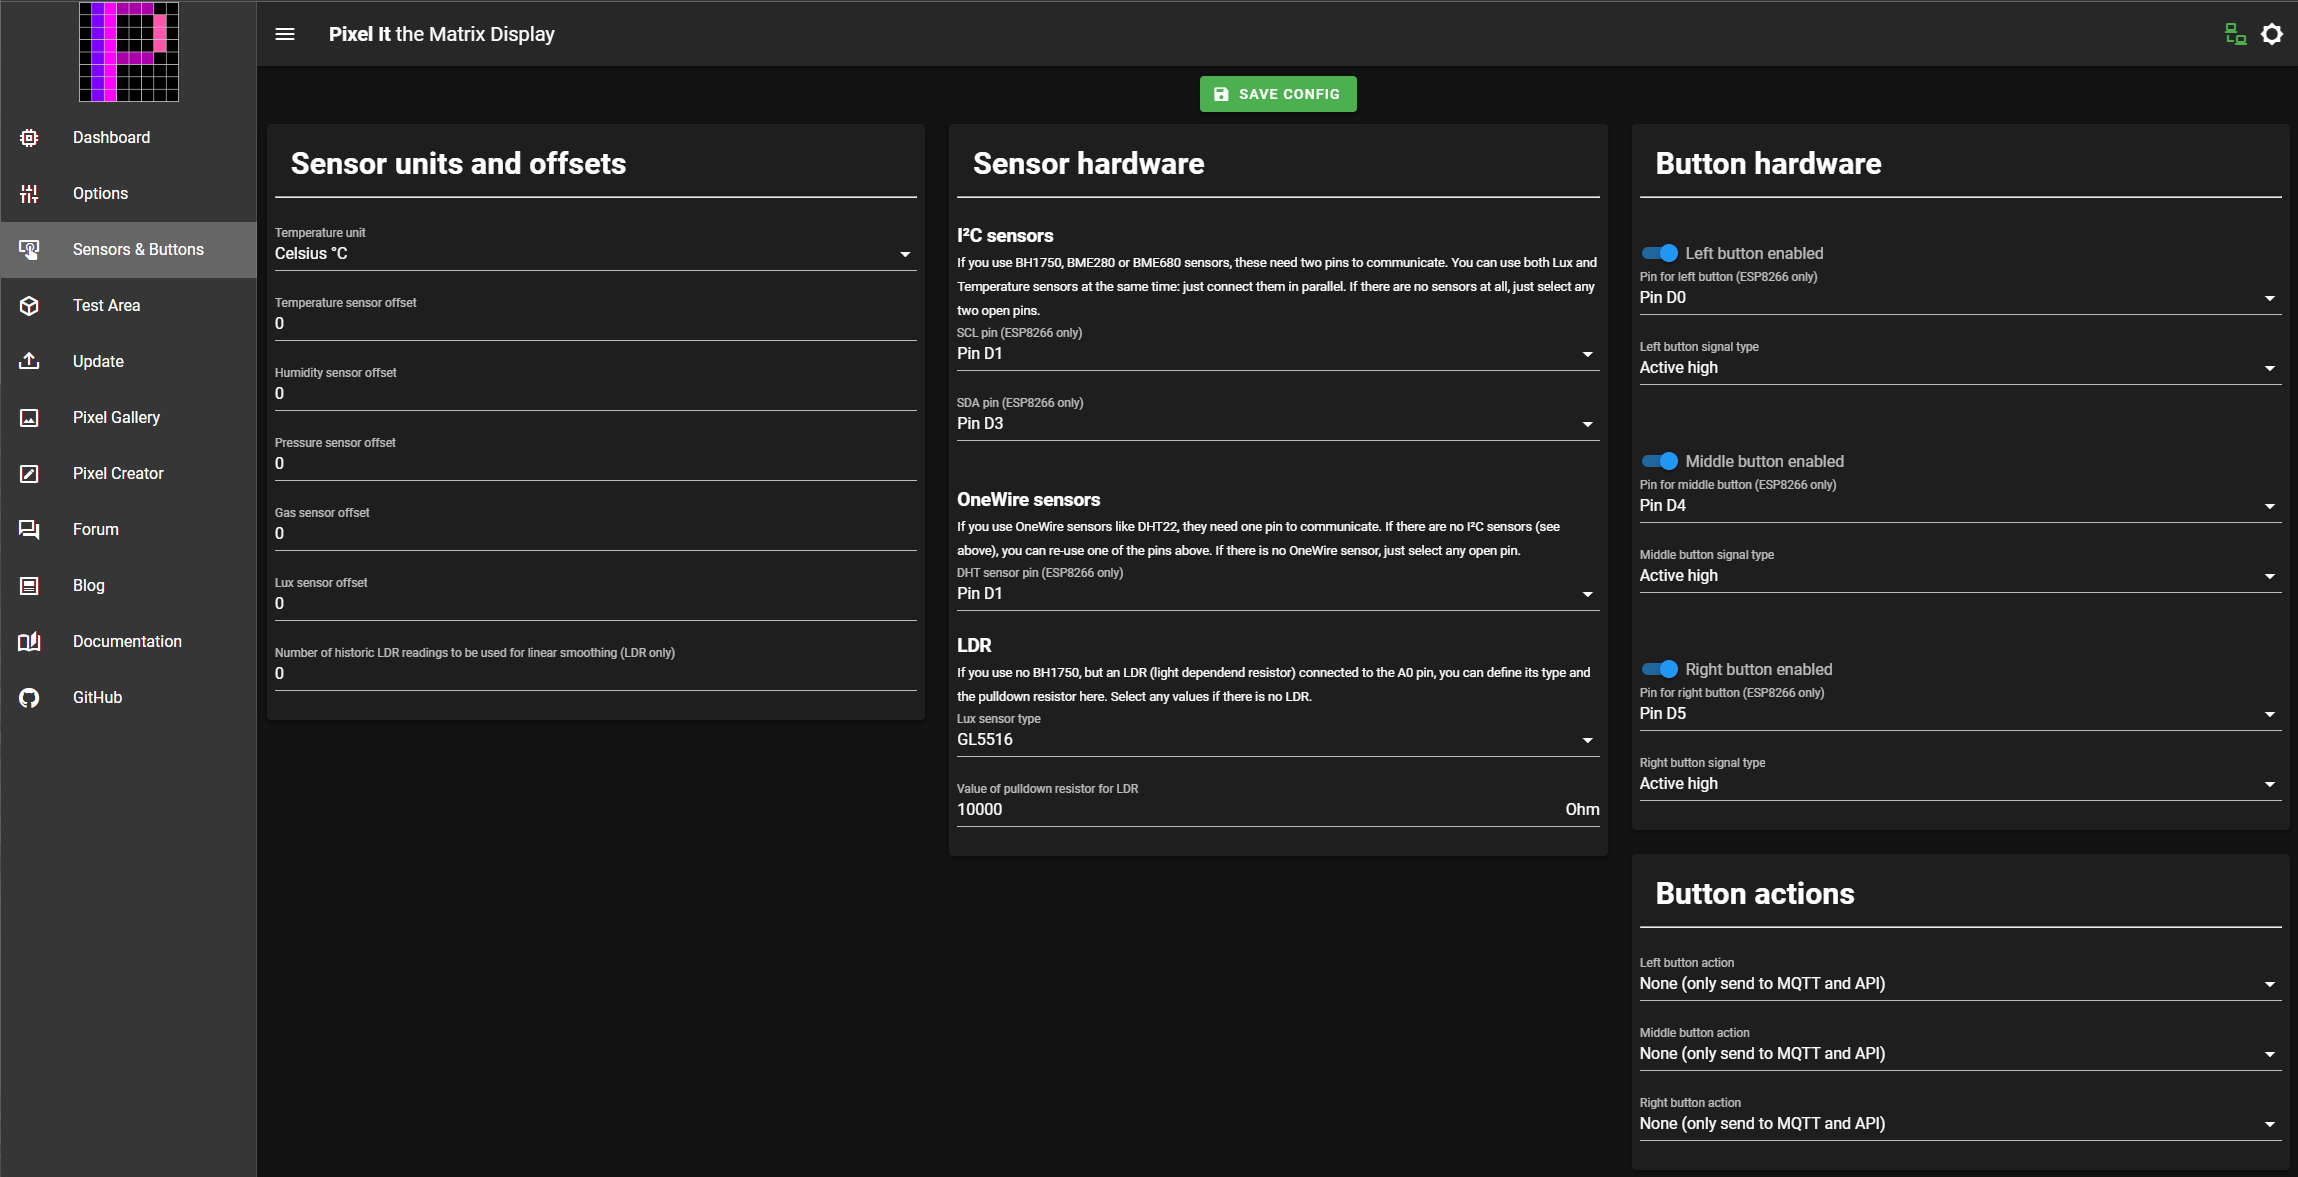 Pixel It the Matrix Display
SAVE CONFIG
Dashboard
Options
Sensors & Buttons
Test Area
Update
Pixel Gallery
Pixel Creator
Forum
Blog
Documentation
GitHub
Sensor units and offsets
Temperature unit
Celsius °C
Temperature sensor offset
0
Humidity sensor offset
0
Pressure sensor offset
0
Gas sensor offset
0
Lux sensor offset
0
Number of historic LDR readings to be used for linear smoothing (LDR only)
0
Sensor hardware
I²C sensors
If you use BH1750, BME280 or BME680 sensors, these need two pins to communicate. You can use both Lux and
Temperature sensors at the same time: just connect them in parallel. If there are no sensors at all, just select any
two open pins.
SCL pin (ESP8266 only)
Pin D1
SDA pin (ESP8266 only)
Pin D3
OneWire sensors
If you use OneWire sensors like DHT22, they need one pin to communicate. If there are no I²C sensors (see
above), you can re-use one of the pins above. If there is no OneWire sensor, just select any open pin.
DHT sensor pin (ESP8266 only)
Pin D1
LDR
If you use no BH1750, but an LDR (light dependend resistor) connected to the A0 pin, you can define its type and
the pulldown resistor here. Select any values if there is no LDR.
Lux sensor type
GL5516
Value of pulldown resistor for LDR
10000 Ohm
Button hardware
Left button enabled
Pin for left button (ESP8266 only)
Pin D0
Left button signal type
Active high
Middle button enabled
Pin for middle button (ESP8266 only)
Pin D4
Middle button signal type
Active high
Right button enabled
Pin for right button (ESP8266 only)
Pin D5
Right button signal type
Active high
Button actions
Left button action
None (only send to MQTT and API)
Middle button action
None (only send to MQTT and API)
Right button action
None (only send to MQTT and API)